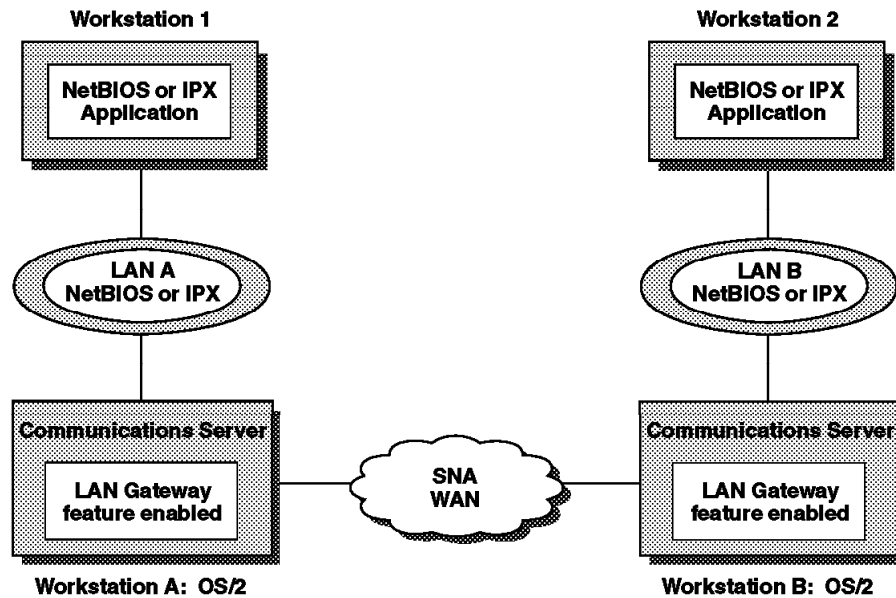 Workstation 1
Workstation 2
NetBIOS or IPX
Application
NetBIOS or IPX
Application
LAN A
NetBIOS or IPX
LAN B
NetBIOS or IPX
Communications Server
LAN Gateway
feature enabled
SNA
WAN
Communications Server
LAN Gateway
feature enabled
Workstation A: OS/2
Workstation B: OS/2